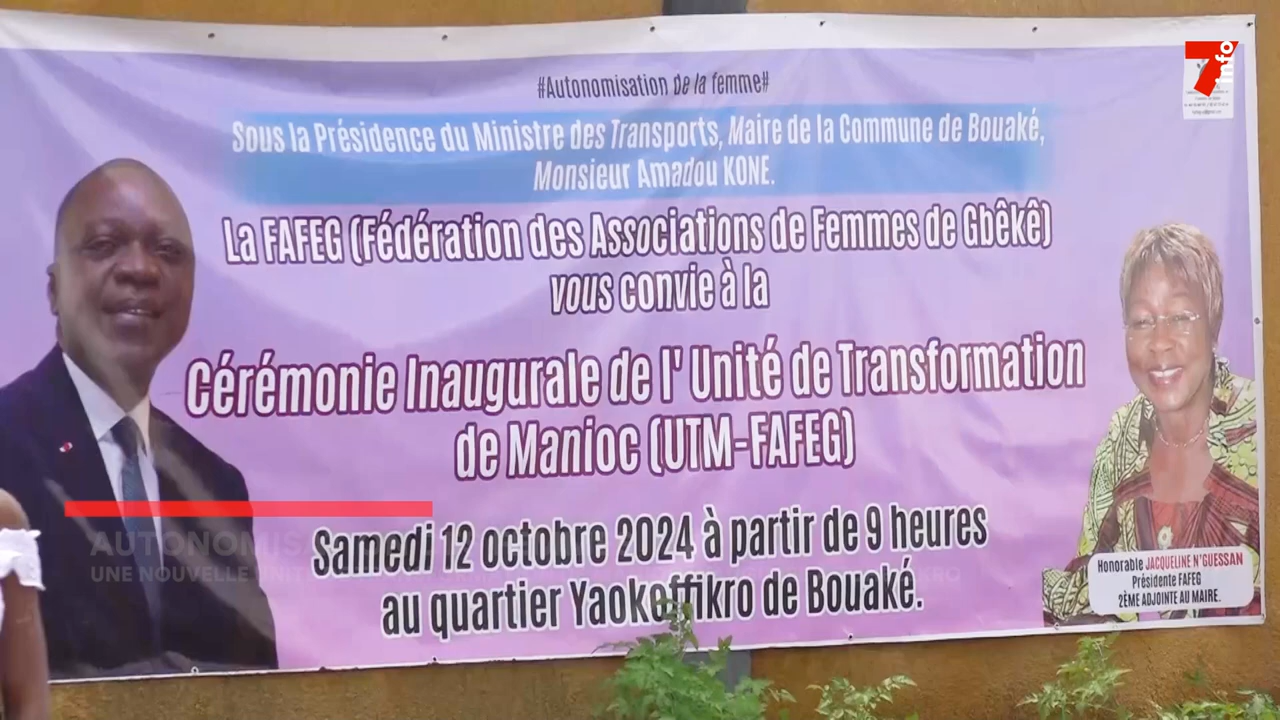 7info
#Autonomisation de la femme#
Sous la Présidence du Ministre des Transports, Maire de la Commune de Bouaké,
Monsieur Amadou KONE.
La FAFEG (Fédération des Associations de Femmes de Gbêkê)
vous convie à la
Cérémonie Inaugurale de l' Unité de Transformation
de Manioc (UTM-FAFEG)
Samedi 12 octobre 2024 à partir de 9 heures
au quartier Yaokoffikro de Bouaké.
Honorable JACQUELINE N'GUESSAN
Présidente FAFEG
2ÈME ADJOINTE AU MAIRE.
UNE NOUVELLE